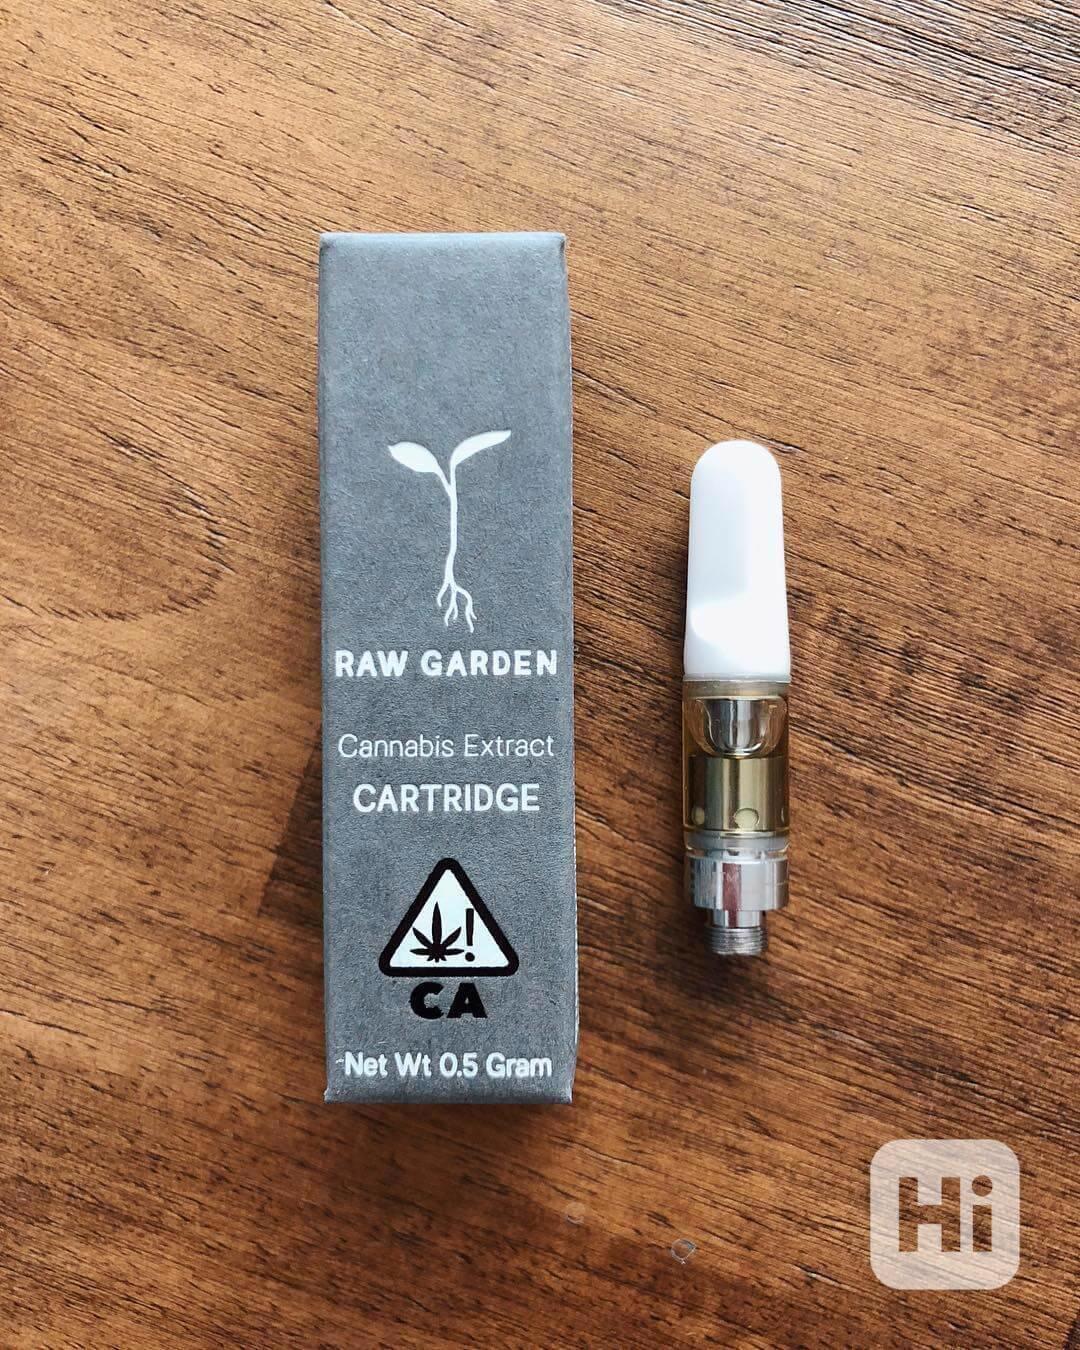 RAW GARDEN
Cannabis Extract
CARTRIDGE
!
CA
Net Wt 0.5 Gram
Hi